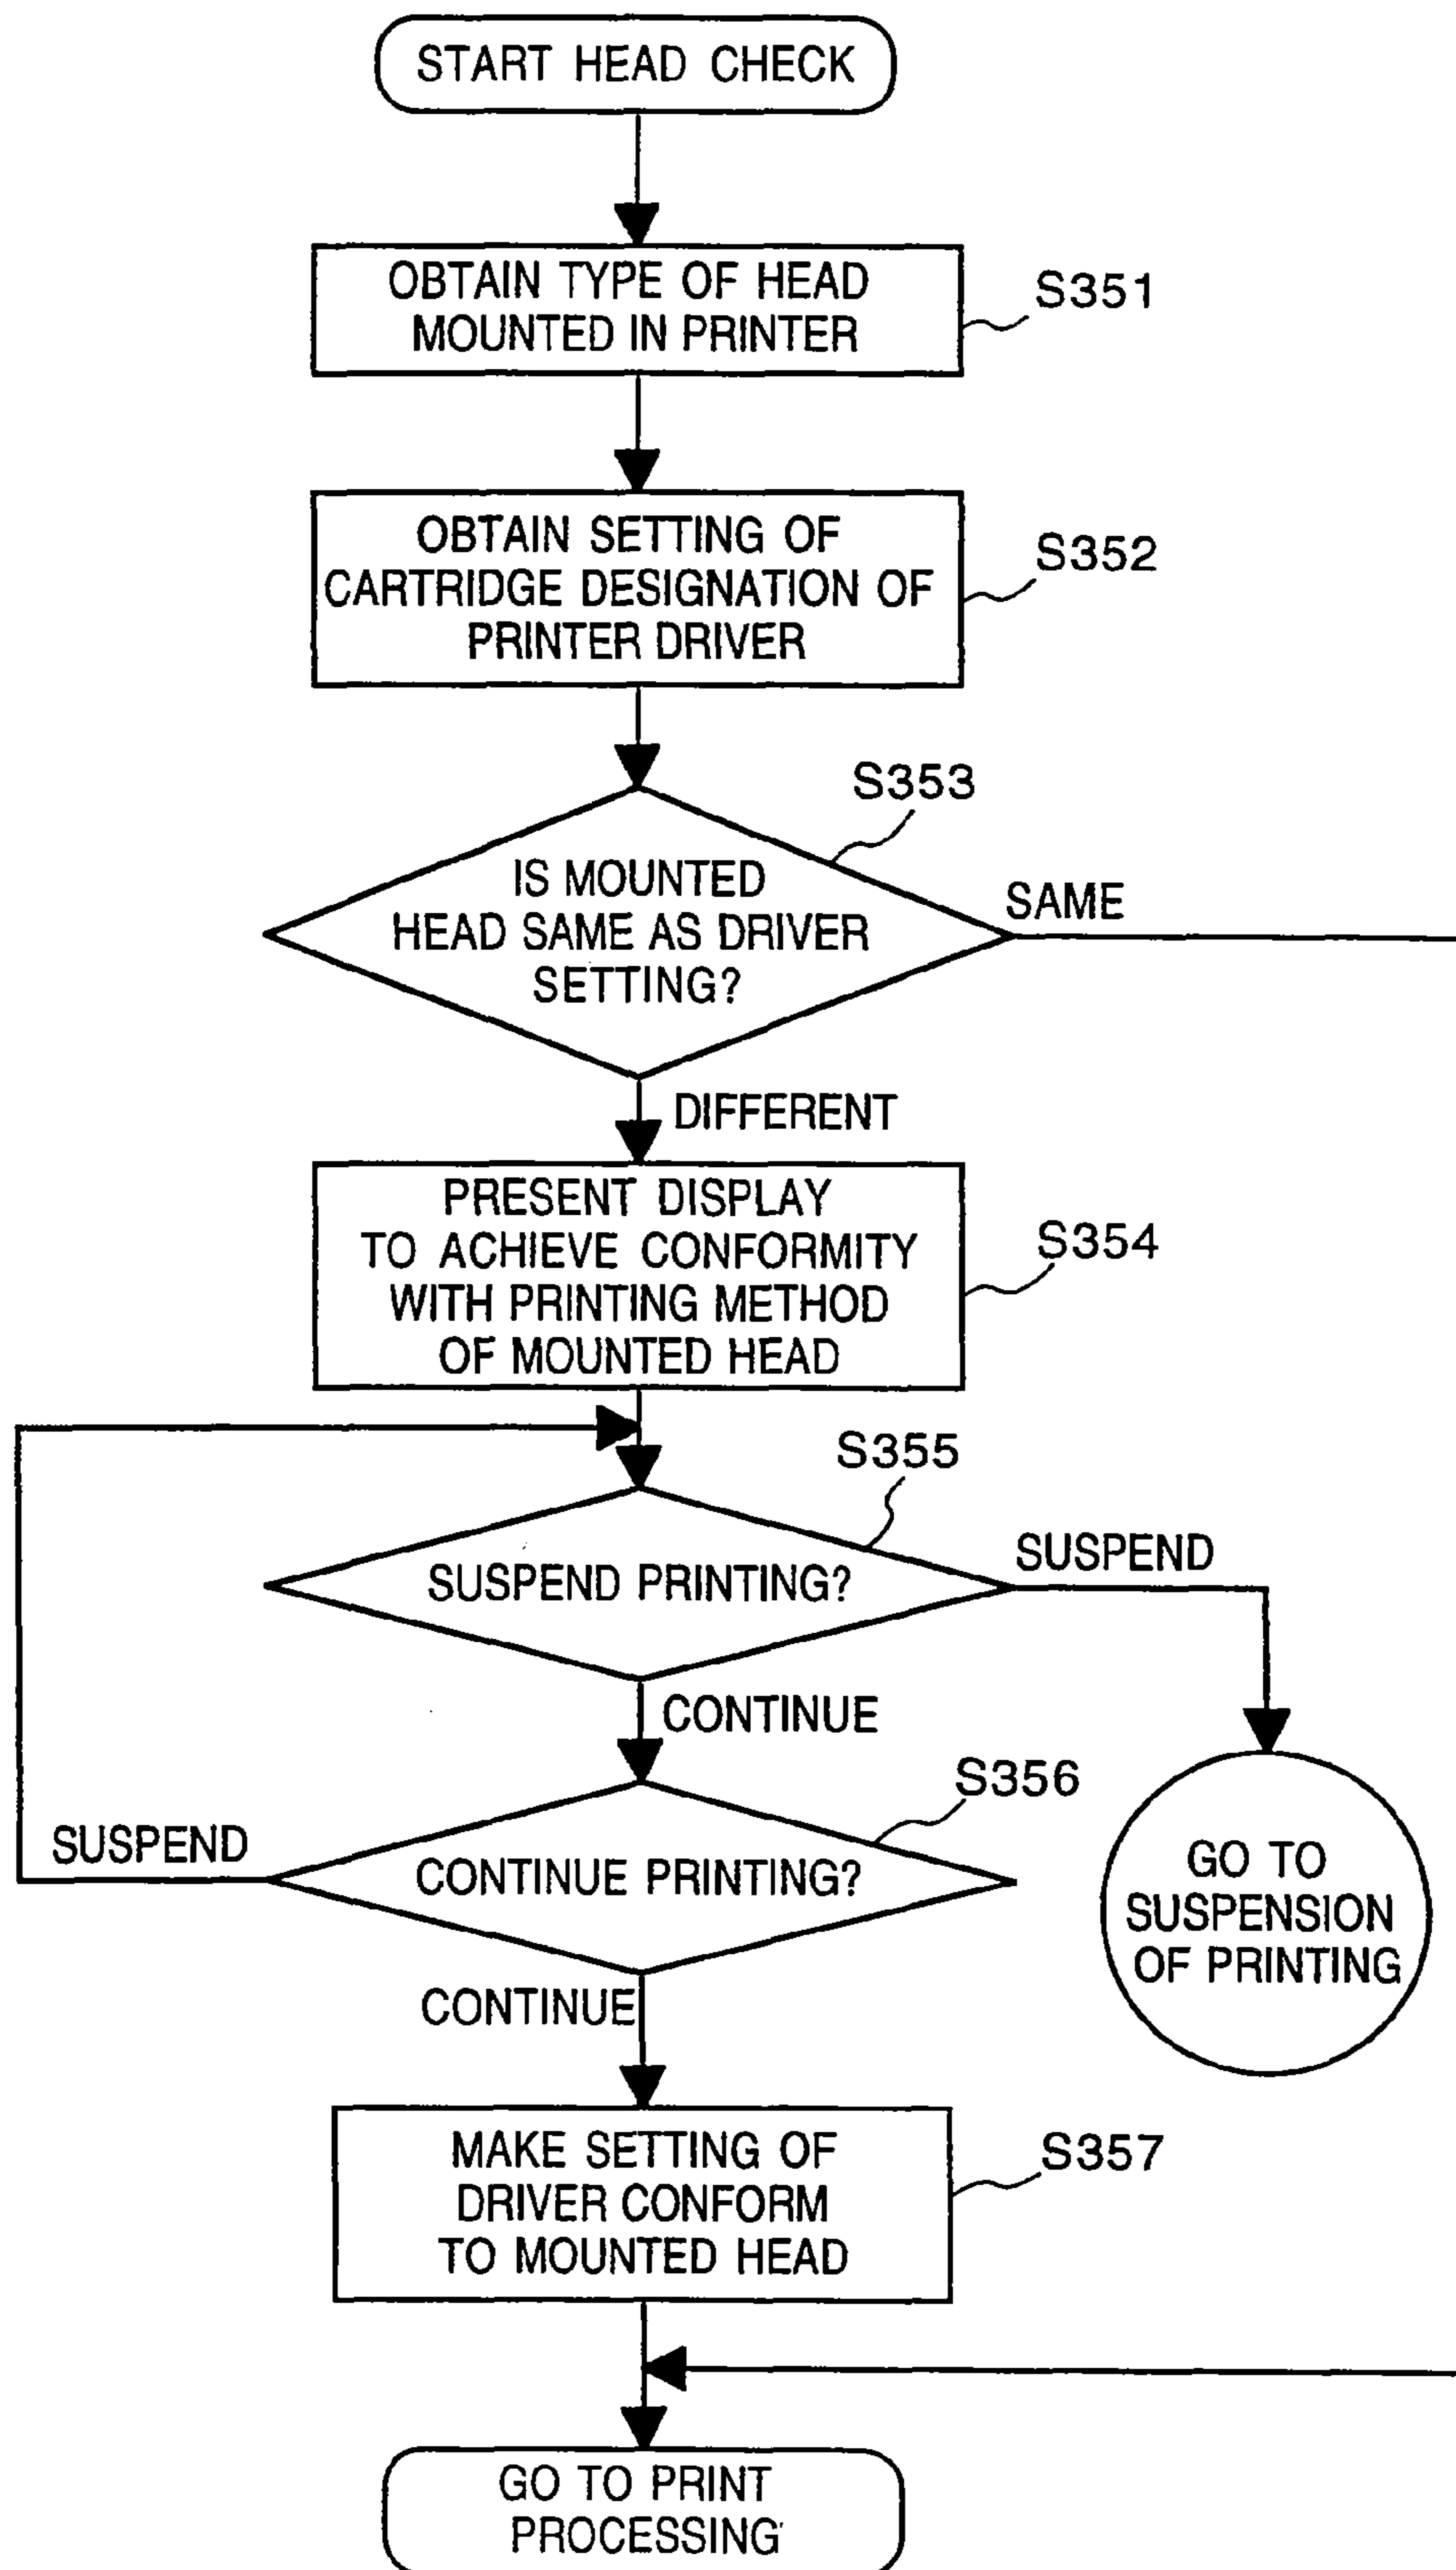 START HEAD CHECK
OBTAIN TYPE OF HEAD
MOUNTED IN PRINTER
S351
OBTAIN SETTING OF
CARTRIDGE DESIGNATION OF
PRINTER DRIVER
S352
S353
IS MOUNTED
HEAD SAME AS DRIVER
SETTING?
SAME
DIFFERENT
PRESENT DISPLAY
TO ACHIEVE CONFORMITY
WITH PRINTING METHOD
OF MOUNTED HEAD
S354
S355
SUSPEND PRINTING?
SUSPEND
CONTINUE
S356
CONTINUE PRINTING?
SUSPEND
GO TO
SUSPENSION
OF PRINTING
CONTINUE
MAKE SETTING OF
DRIVER CONFORM
TO MOUNTED HEAD
S357
GO TO PRINT
PROCESSING